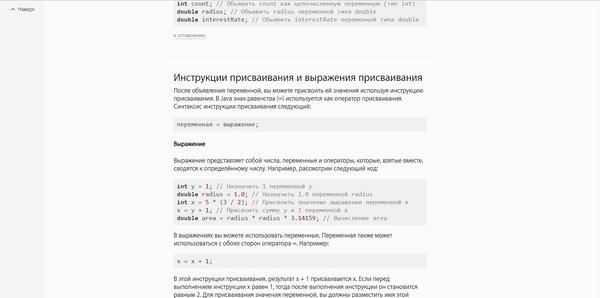 Наверх
int count; // Объявить count как целочисленную переменную (тип int)
double radius; // Объявить radius переменной типа double
double interestRate; // Объявить interestRate переменной типа double
к оглавлению
Инструкции присваивания и выражения присваивания
После объявления переменной, вы можете присвоить ей значения используя инструкцию
присваивания. В Java знак равенства (=) используется как оператор присваивания.
Синтаксис инструкции присваивания следующий:
переменная = выражение;
Выражение
Выражение представляет собой числа, переменные и операторы, которые, взятые вместе,
сводятся к определённому числу. Например, рассмотрим следующий код:
int y = 1; // Назначить 1 переменной y
double radius = 1.0; // Назначить 1.0 переменной radius
int x = 5 * (3 / 2); // Присвоить значение выражения переменной x
x = y + 1; // Присвоить сумму y и 1 переменной x
double area = radius * radius * 3.14159; // Вычисление area
В выражениях вы можете использовать переменные. Переменная также может
использоваться с обоих сторон оператора =. Например:
x = x + 1;
В этой инструкции присваивания, результат x + 1 присваивается x. Если перед
выполнением инструкции x равен 1, тогда после выполнения инструкции он становится
равным 2. Для присваивания значения переменной, вы должны разместить имя этой